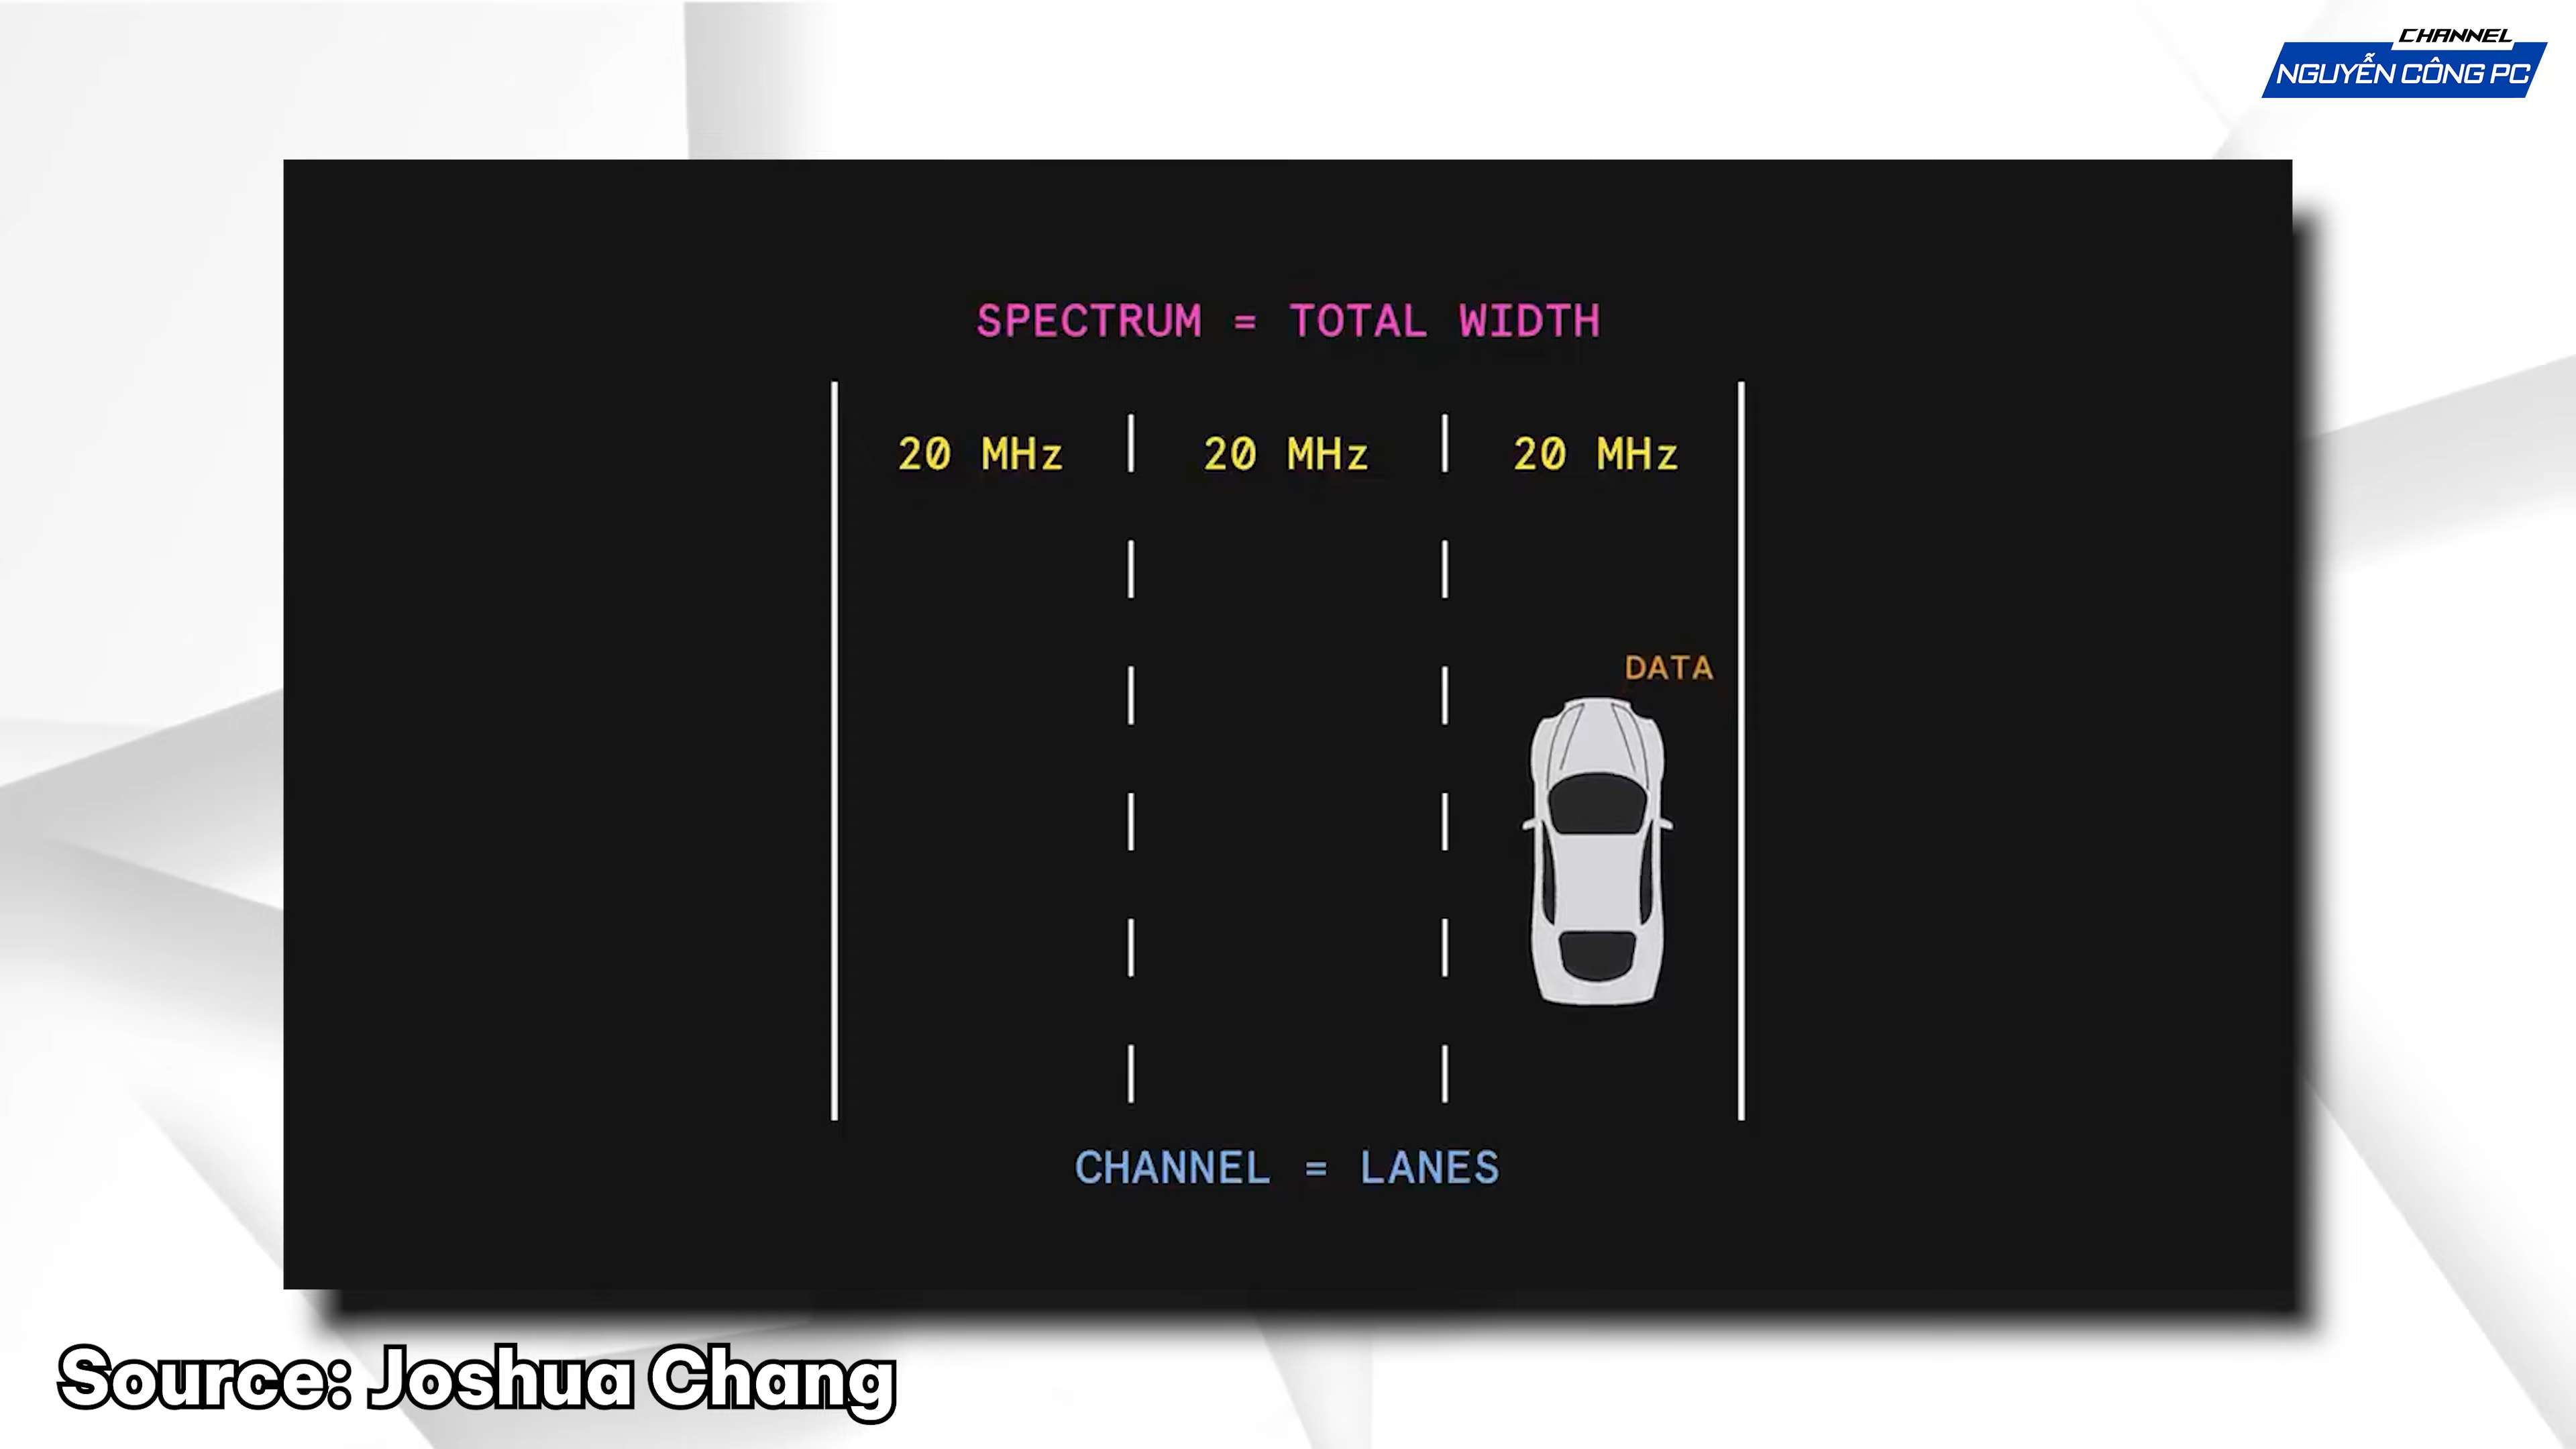 CHANNEL
NGUYỄN CÔNG PC
SPECTRUM = TOTAL WIDTH
20 MHz 20 MHz 20 MHz
DATA
CHANNEL = LANES
Source: Joshua Chang